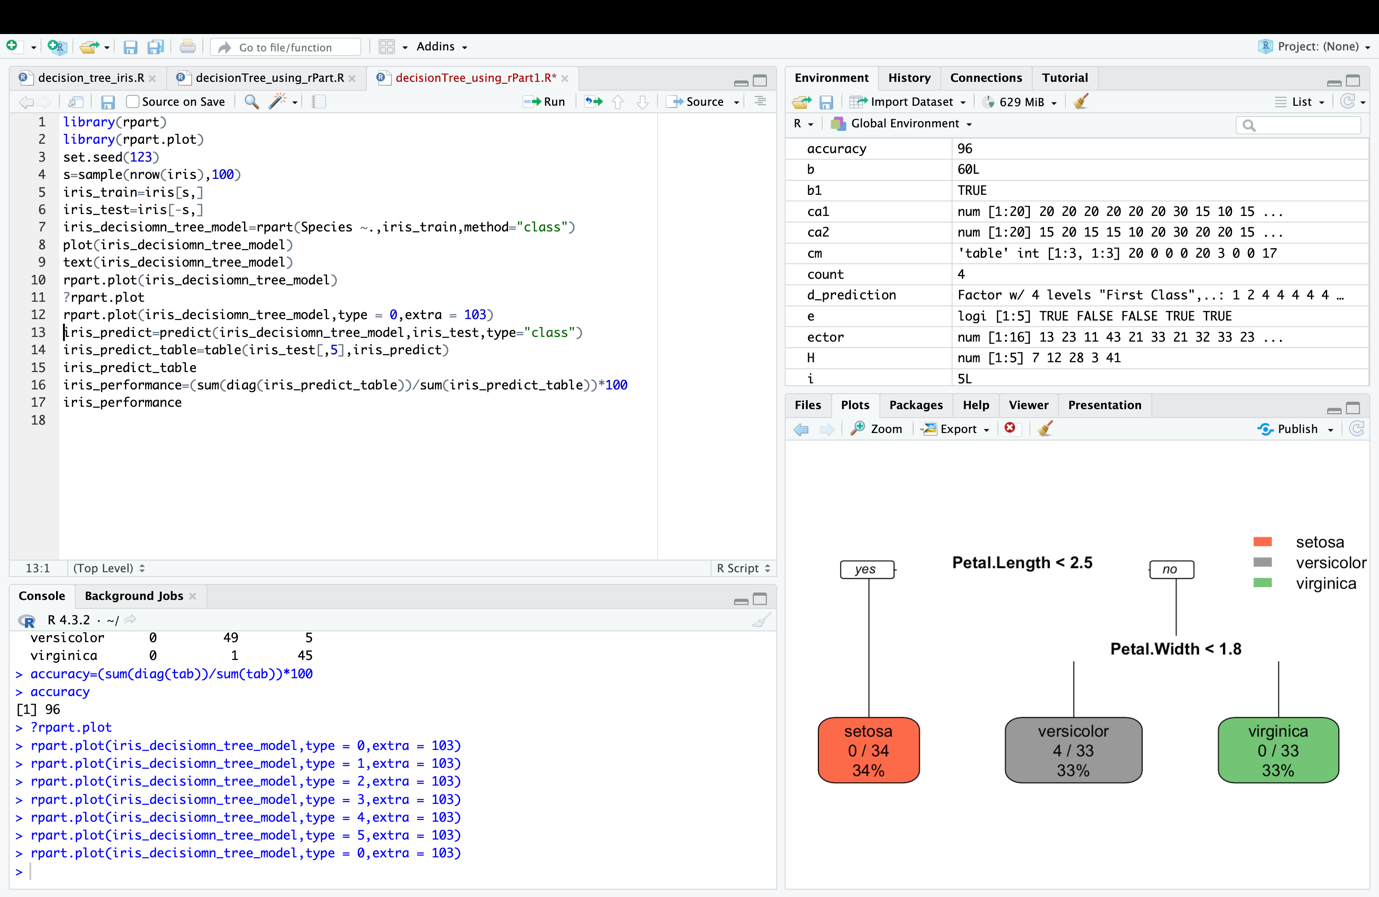 Go to file/function
Addins
Project: (None)
decision_tree_iris.R
decisionTree_using_rPart.R
decisionTree_using_rPart1.R*
Source on Save
Run
Source
1 library(rpart)
2 library(rpart.plot)
3 set.seed(123)
4 s=sample(nrow(iris),100)
5 iris_train=iris[s,]
6 iris_test=iris[-s,]
7 iris_decisiomn_tree_model=rpart(Species ~.,iris_train,method="class")
8 plot(iris_decisiomn_tree_model)
9 text(iris_decisiomn_tree_model)
10 rpart.plot(iris_decisiomn_tree_model)
11 ?rpart.plot
12 rpart.plot(iris_decisiomn_tree_model,type = 0,extra = 103)
13 iris_predict=predict(iris_decisiomn_tree_model,iris_test,type="class")
14 iris_predict_table=table(iris_test[,5],iris_predict)
15 iris_predict_table
16 iris_performance=(sum(diag(iris_predict_table))/sum(iris_predict_table))*100
17 iris_performance
18
13:1 (Top Level) R Script
Console
Background Jobs
R 4.3.2 · ~/
versicolor 0 49 5
virginica 0 1 45
> accuracy=(sum(diag(tab))/sum(tab))*100
> accuracy
[1] 96
> ?rpart.plot
> rpart.plot(iris_decisiomn_tree_model,type = 0,extra = 103)
> rpart.plot(iris_decisiomn_tree_model,type = 1,extra = 103)
> rpart.plot(iris_decisiomn_tree_model,type = 2,extra = 103)
> rpart.plot(iris_decisiomn_tree_model,type = 3,extra = 103)
> rpart.plot(iris_decisiomn_tree_model,type = 4,extra = 103)
> rpart.plot(iris_decisiomn_tree_model,type = 5,extra = 103)
> rpart.plot(iris_decisiomn_tree_model,type = 0,extra = 103)
>
Environment History Connections Tutorial
Import Dataset 629 MiB List
R Global Environment
accuracy 96
b 60L
b1 TRUE
ca1 num [1:20] 20 20 20 20 20 20 30 15 10 15 ...
ca2 num [1:20] 15 20 15 15 10 20 30 20 20 15 ...
cm 'table' int [1:3, 1:3] 20 0 0 0 20 3 0 0 17
count 4
d_prediction Factor w/ 4 levels "First Class",..: 1 2 4 4 4 4 4 …
e logi [1:5] TRUE FALSE FALSE TRUE TRUE
ector num [1:16] 13 23 11 43 21 33 21 32 33 23 ...
H num [1:5] 7 12 28 3 41
i 5L
Files Plots Packages Help Viewer Presentation
Zoom Export Publish
setosa
versicolor
virginica
yes Petal.Length < 2.5 no
Petal.Width < 1.8
setosa
0 / 34
34%
versicolor
4 / 33
33%
virginica
0 / 33
33%